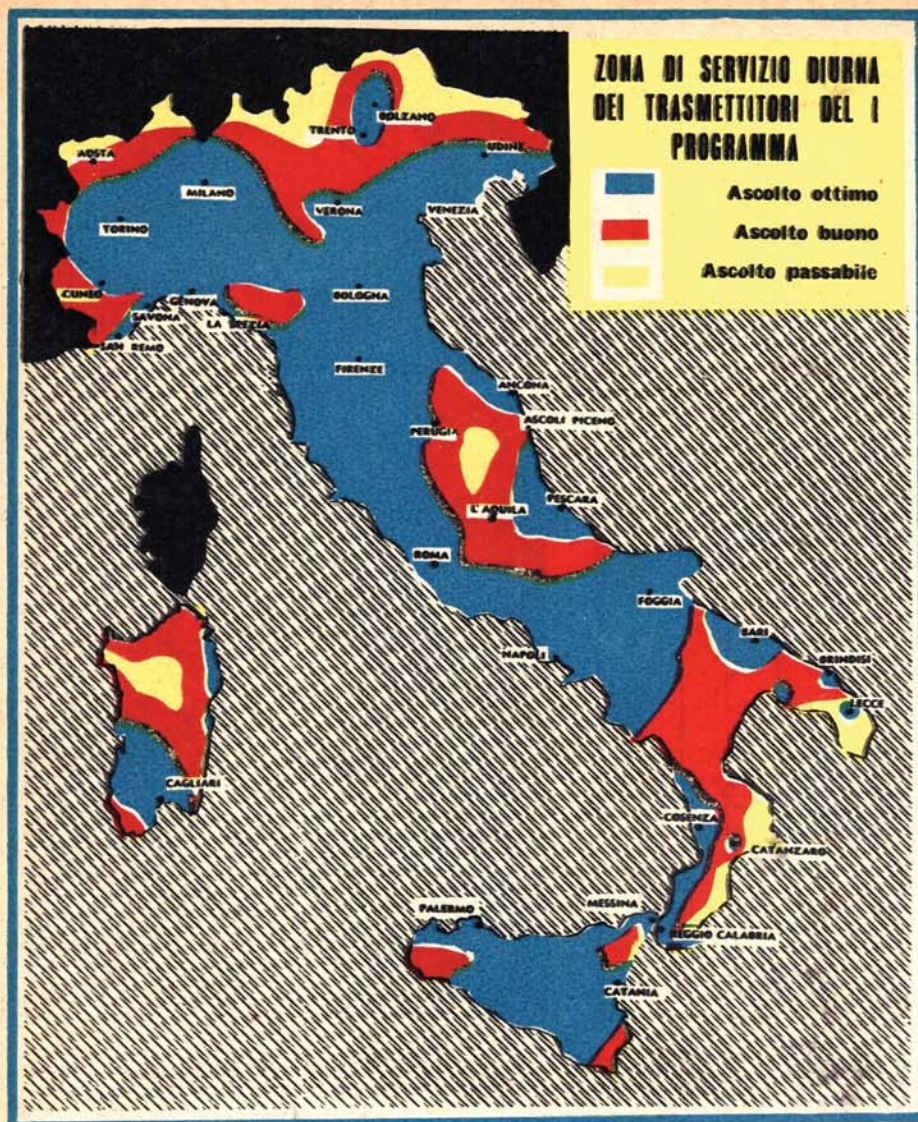 ZONA DI SERVIZIO DIURNA
DEI TRASMETTITORI DEL I
PROGRAMMA
Ascolto ottimo
Ascolto buono
Ascolto passabile
BOLZANO
TRENTO
UDINE
AOSTA
MILANO
VERONA
VENEZIA
TORINO
CUNEO
GENOVA
BOLOGNA
SAVONA
LA SPEZIA
SAN REMO
FIRENZE
ANCONA
ASCOLI PICENO
PERUGIA
PESCARA
L'AQUILA
ROMA
FOGGIA
BARI
NAPOLI
BRINDISI
LECCE
CAGLIARI
COSENZA
CATANZARO
MESSINA
PALERMO
REGGIO CALABRIA
CATANIA